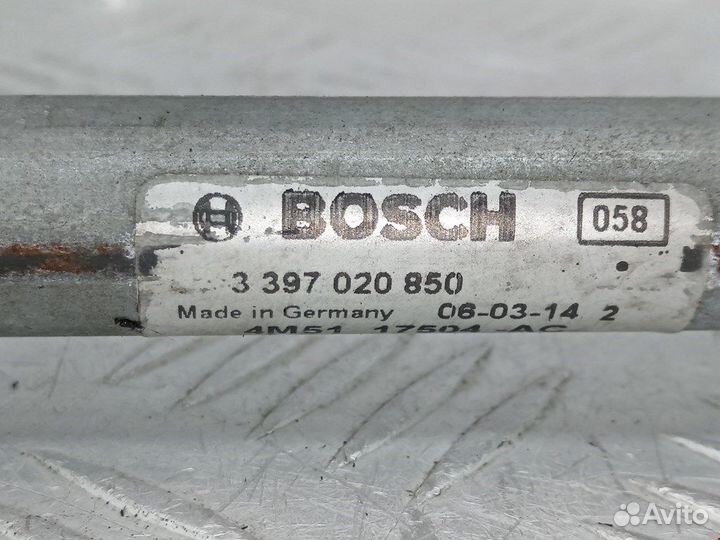 BOSCH 058
3 397 020 850
Made in Germany 06-03-14 2
4M51 17504 AC
Avito